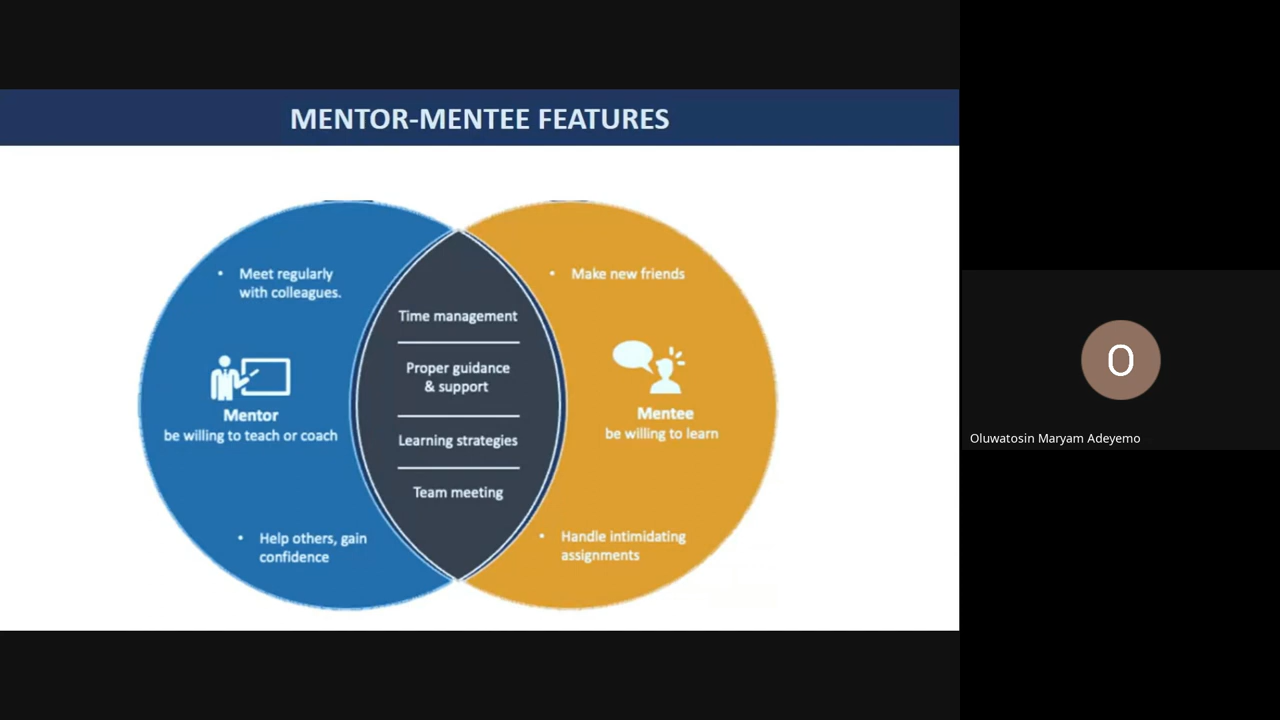 MENTOR-MENTEE FEATURES
• Meet regularly
with colleagues.
Mentor
be willing to teach or coach
• Help others, gain
confidence
Time management
Proper guidance
& support
Learning strategies
Team meeting
• Make new friends
Mentee
be willing to learn
• Handle intimidating
assignments
O
Oluwatosin Maryam Adeyemo